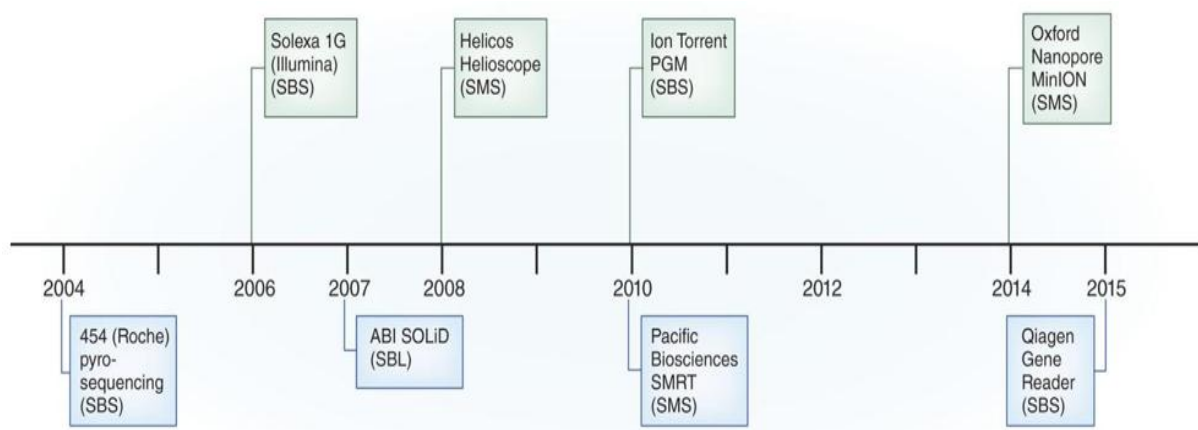 Solexa 1G
(Illumina)
(SBS)
Helicos
Helioscope
(SMS)
Ion Torrent
PGM
(SBS)
Oxford
Nanopore
MinION
(SMS)
2004
2006
2007
2008
2010
2012
2014
2015
454 (Roche)
pyro-
sequencing
(SBS)
ABI SOLiD
(SBL)
Pacific
Biosciences
SMRT
(SMS)
Qiagen
Gene
Reader
(SBS)